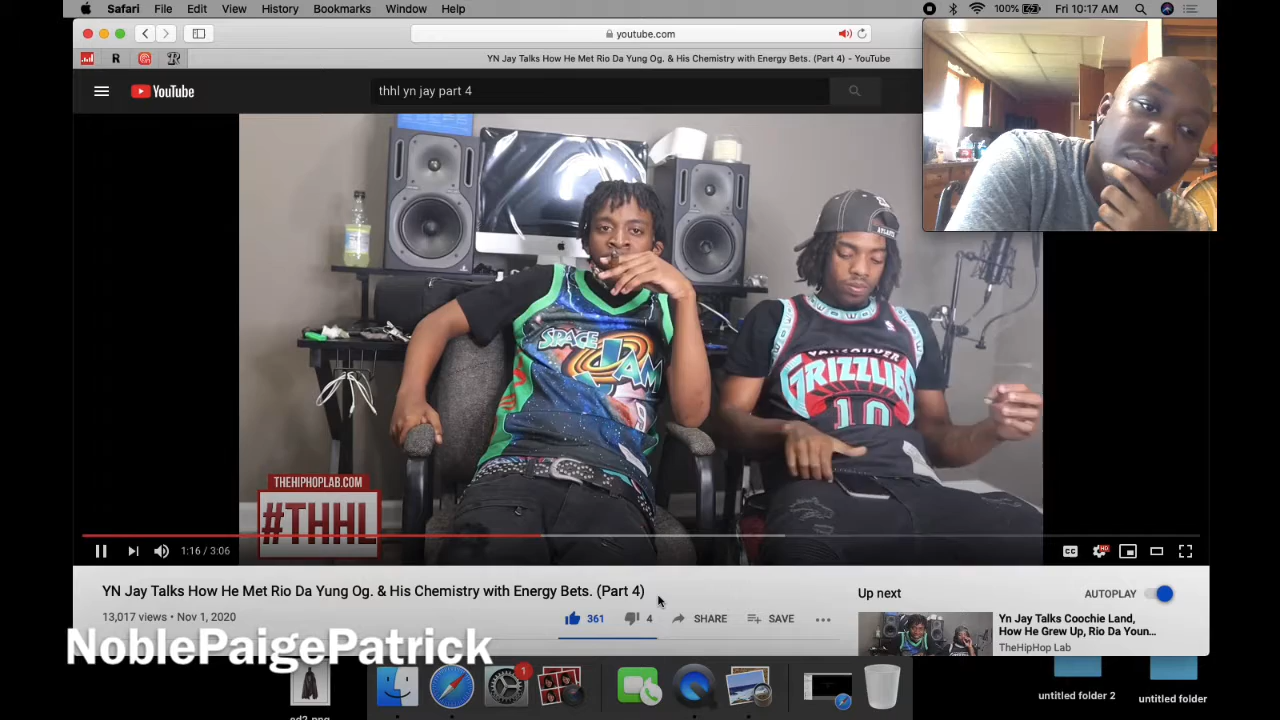 Safari File Edit View History Bookmarks Window Help 100% Fri 10:17 AM
youtube.com
R YN Jay Talks How He Met Rio Da Yung Og. & His Chemistry with Energy Bets. (Part 4) - YouTube
YouTube thhl yn jay part 4
ATLANTA
SPACE JAM
VANCOUVER
GRIZZLIES
10
THEHIPHOPLAB.COM
#THHL
1:16 / 3:06 CC HD
YN Jay Talks How He Met Rio Da Yung Og. & His Chemistry with Energy Bets. (Part 4)
13,017 views • Nov 1, 2020 361 4 SHARE SAVE
Up next AUTOPLAY
Yn Jay Talks Coochie Land,
How He Grew Up, Rio Da Youn...
TheHipHop Lab
NoblePaigePatrick
1
untitled folder 2
untitled folder